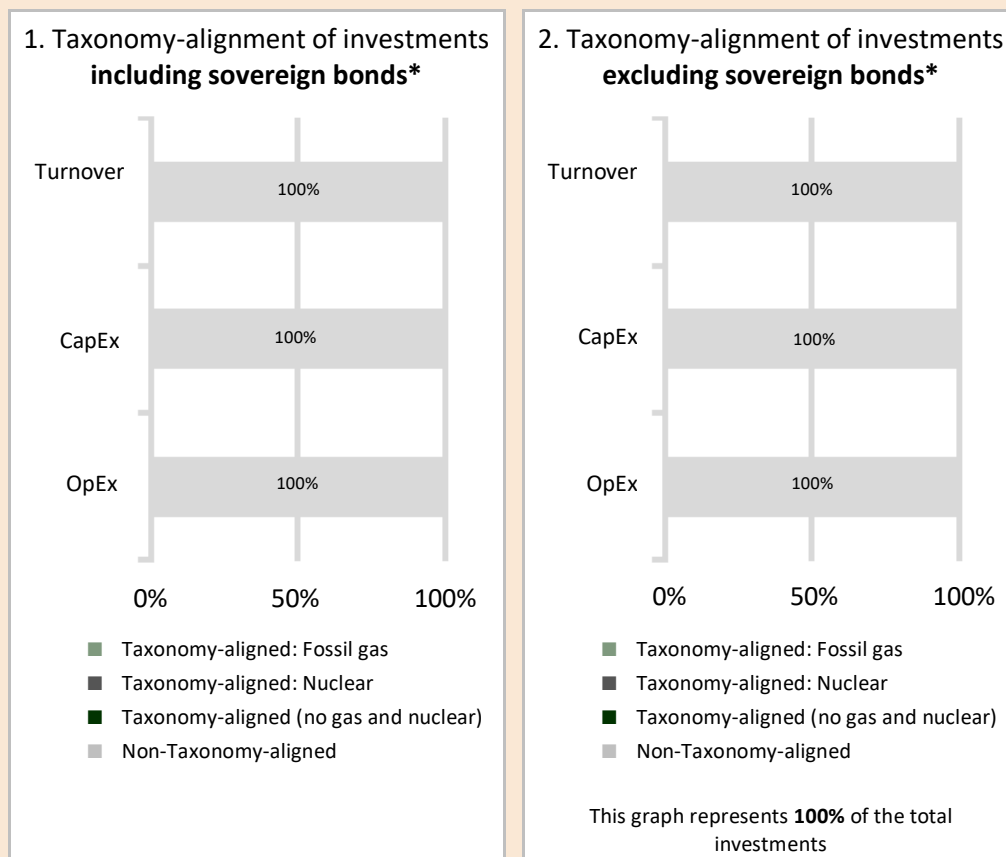 1. Taxonomy-alignment of investments
including sovereign bonds*
Turnover
100%
CapEx
100%
OpEx
100%
0% 50% 100%
Taxonomy-aligned: Fossil gas
Taxonomy-aligned: Nuclear
Taxonomy-aligned (no gas and nuclear)
Non-Taxonomy-aligned
2. Taxonomy-alignment of investments
excluding sovereign bonds*
Turnover
100%
CapEx
100%
OpEx
100%
0% 50% 100%
Taxonomy-aligned: Fossil gas
Taxonomy-aligned: Nuclear
Taxonomy-aligned (no gas and nuclear)
Non-Taxonomy-aligned
This graph represents 100% of the total
investments